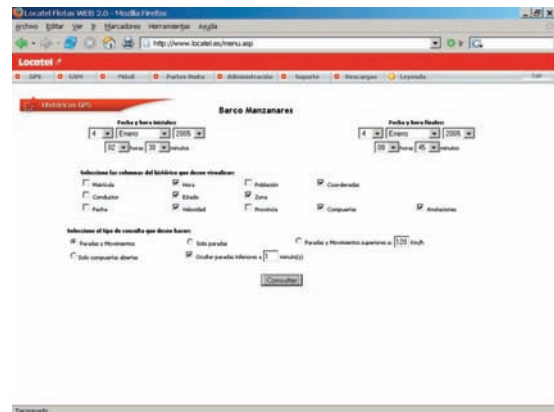 Locatel Flotas WEB 2.0 - Mozilla Firefox
Archivo Editar Ver Ir Marcadores Herramientas Ayuda
http://www.locatel.es/menu.asp
Locatel
GPS GSM Móvil Partes Ruta Administración Soporte Descargas Leyenda Salir
Históricos GPS
Barco Manzanares
Fecha y hora iniciales: Fecha y hora finales:
4 Enero 2005 4 Enero 2005
02 horas 30 minutos 08 horas 45 minutos
Seleccione las columnas del histórico que desea visualizar:
Matrícula Hora Población Coordenadas
Conductor Estado Zona
Fecha Velocidad Provincia Compuertas Anotaciones
Seleccione el tipo de consulta que desea hacer:
Paradas y Movimientos Solo paradas Paradas y Movimientos superiores a: 120 Km/h
Solo compuertas abiertas Ocultar paradas inferiores a 1 minuto(s)
Consultar
Terminado